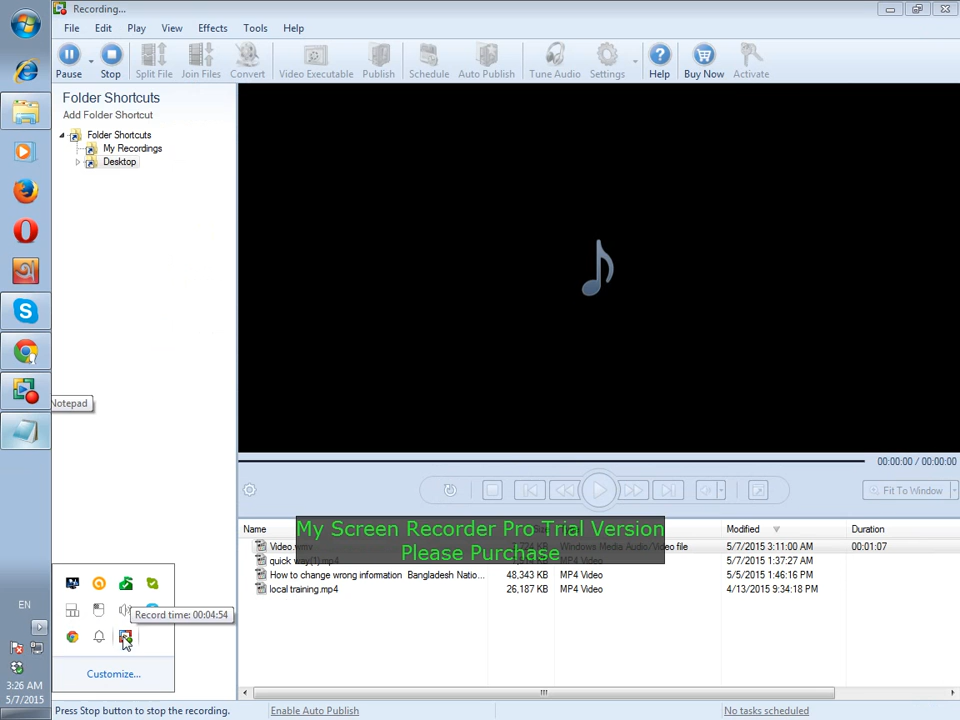 Recording...
File Edit Play View Effects Tools Help
Pause Stop Split File Join Files Convert Video Executable Publish Schedule Auto Publish Tune Audio Settings Help Buy Now Activate
Folder Shortcuts
Add Folder Shortcut
Folder Shortcuts
My Recordings
Desktop
Notepad
00:00:00 / 00:00:00
Fit To Window
Name Modified Duration
My Screen Recorder Pro Trial Version
Please Purchase
Windows Media Audio/Video file 5/7/2015 3:11:00 AM 00:01:07
quick way(1).mp4 MP4 Video 5/7/2015 1:37:27 AM
How to change wrong information Bangladesh Natio... 48,343 KB MP4 Video 5/5/2015 1:46:16 PM
local training.mp4 26,187 KB MP4 Video 4/13/2015 9:34:18 PM
EN
Record time: 00:04:54
Customize...
3:26 AM
5/7/2015
Press Stop button to stop the recording. Enable Auto Publish No tasks scheduled